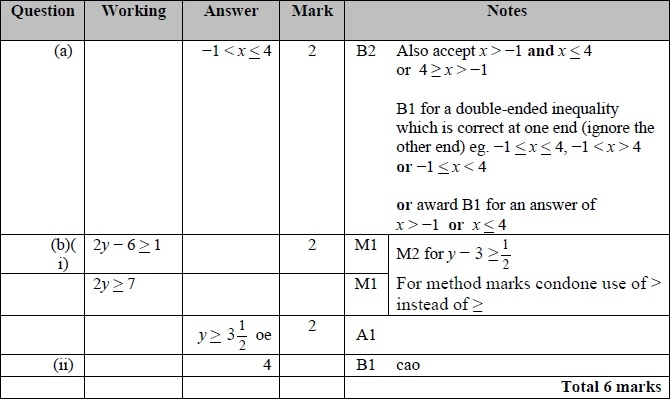 Question Working Answer Mark Notes
(a) −1 < x ≤ 4 2 B2 Also accept x > −1 and x ≤ 4
or 4 ≥ x > −1
B1 for a double-ended inequality
which is correct at one end (ignore the
other end) eg. −1 ≤ x ≤ 4, −1 < x > 4
or −1 ≤ x < 4
or award B1 for an answer of
x > −1 or x ≤ 4
(b)( i) 2y − 6 ≥ 1 2 M1 M2 for y − 3 ≥ 1/2
2y ≥ 7 M1 For method marks condone use of >
instead of ≥
y ≥ 3 1/2 oe 2 A1
(ii) 4 B1 cao
Total 6 marks